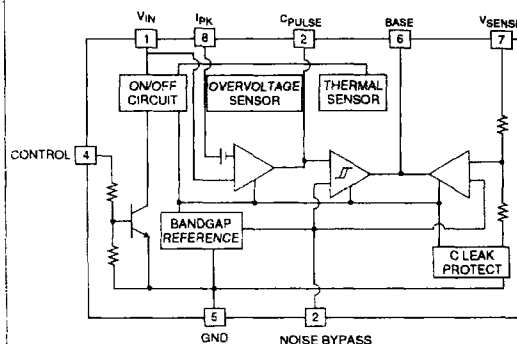 VIN IPK CPULSE BASE VSENSE
1 8 2 6 7
ON/OFF
CIRCUIT
OVERVOLTAGE
SENSOR
THERMAL
SENSOR
CONTROL 4
BANDGAP
REFERENCE
C LEAK
PROTECT
5 2
GND NOISE BYPASS